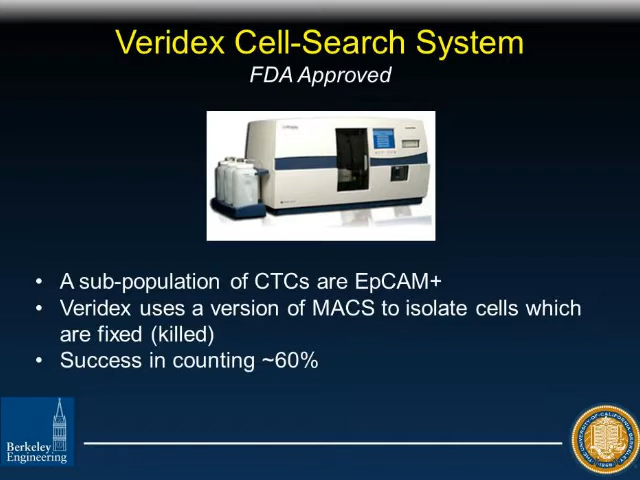 Veridex Cell-Search System
FDA Approved
• A sub-population of CTCs are EpCAM+
• Veridex uses a version of MACS to isolate cells which
are fixed (killed)
• Success in counting ~60%
Berkeley
Engineering